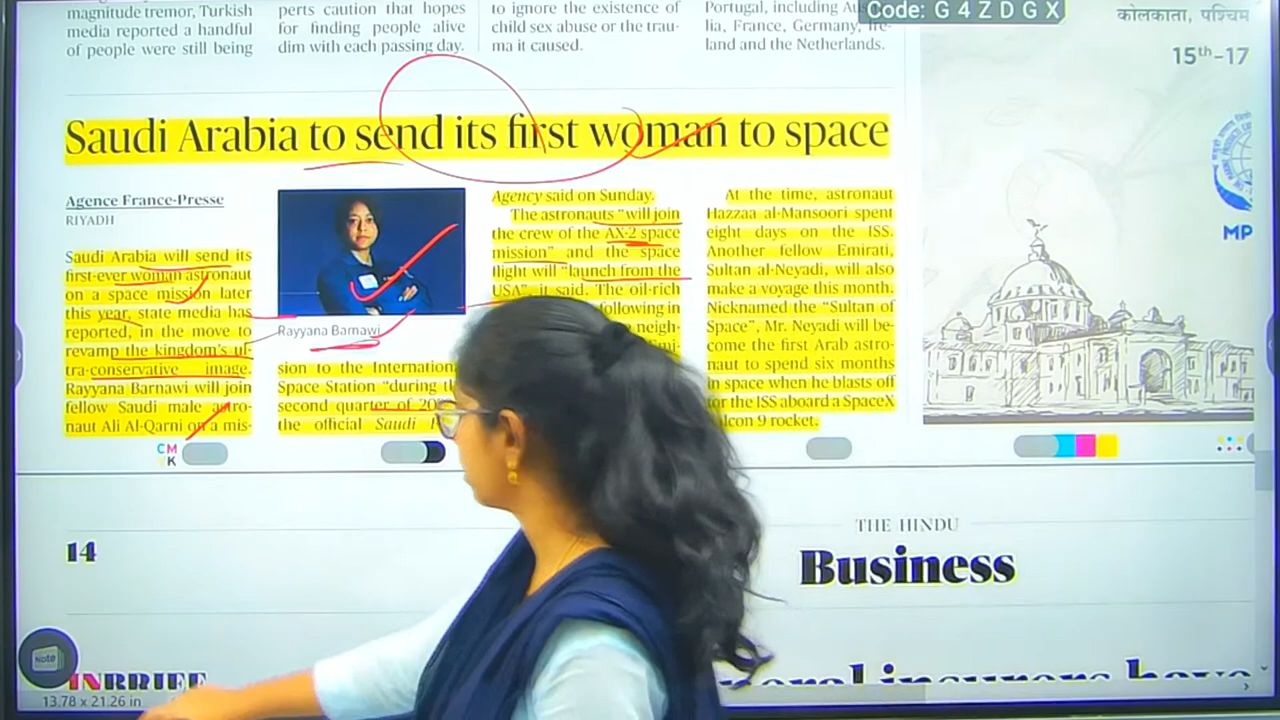 magnitude tremor, Turkish
media reported a handful
of people were still being
perts caution that hopes
for finding people alive
dim with each passing day.
to ignore the existence of
child sex abuse or the trau-
ma it caused.
Portugal, including Aus
lia, France, Germany, Ire-
land and the Netherlands.
Code: G 4 Z D G X
कोलकाता, पश्चिम
15th-17
MP
Saudi Arabia to send its first woman to space
Agence France-Presse
RIYADH
Saudi Arabia will send its
first-ever woman astronaut
on a space mission later
this year, state media has
reported, in the move to
revamp the kingdom's ul-
tra-conservative image.
Rayyana Barnawi will join
fellow Saudi male astro-
naut Ali Al-Qarni on a mis-
Rayyana Barnawi
sion to the Internation
Space Station “during t
second quarter of 20
the official Saudi
Agency said on Sunday.
The astronauts “will join
the crew of the AX-2 space
mission” and the space
flight will “launch from the
USA”, it said. The oil-rich
following in
neigh-
At the time, astronaut
Hazzaa al-Mansoori spent
eight days on the ISS.
Another fellow Emirati,
Sultan al-Neyadi, will also
make a voyage this month.
Nicknamed the “Sultan of
Space”, Mr. Neyadi will be-
come the first Arab astro-
naut to spend six months
in space when he blasts off
for the ISS aboard a SpaceX
alcon 9 rocket.
CM
YK
14
THE HINDU
Business
INBRIEF
Note
13.78 x 21.26 in